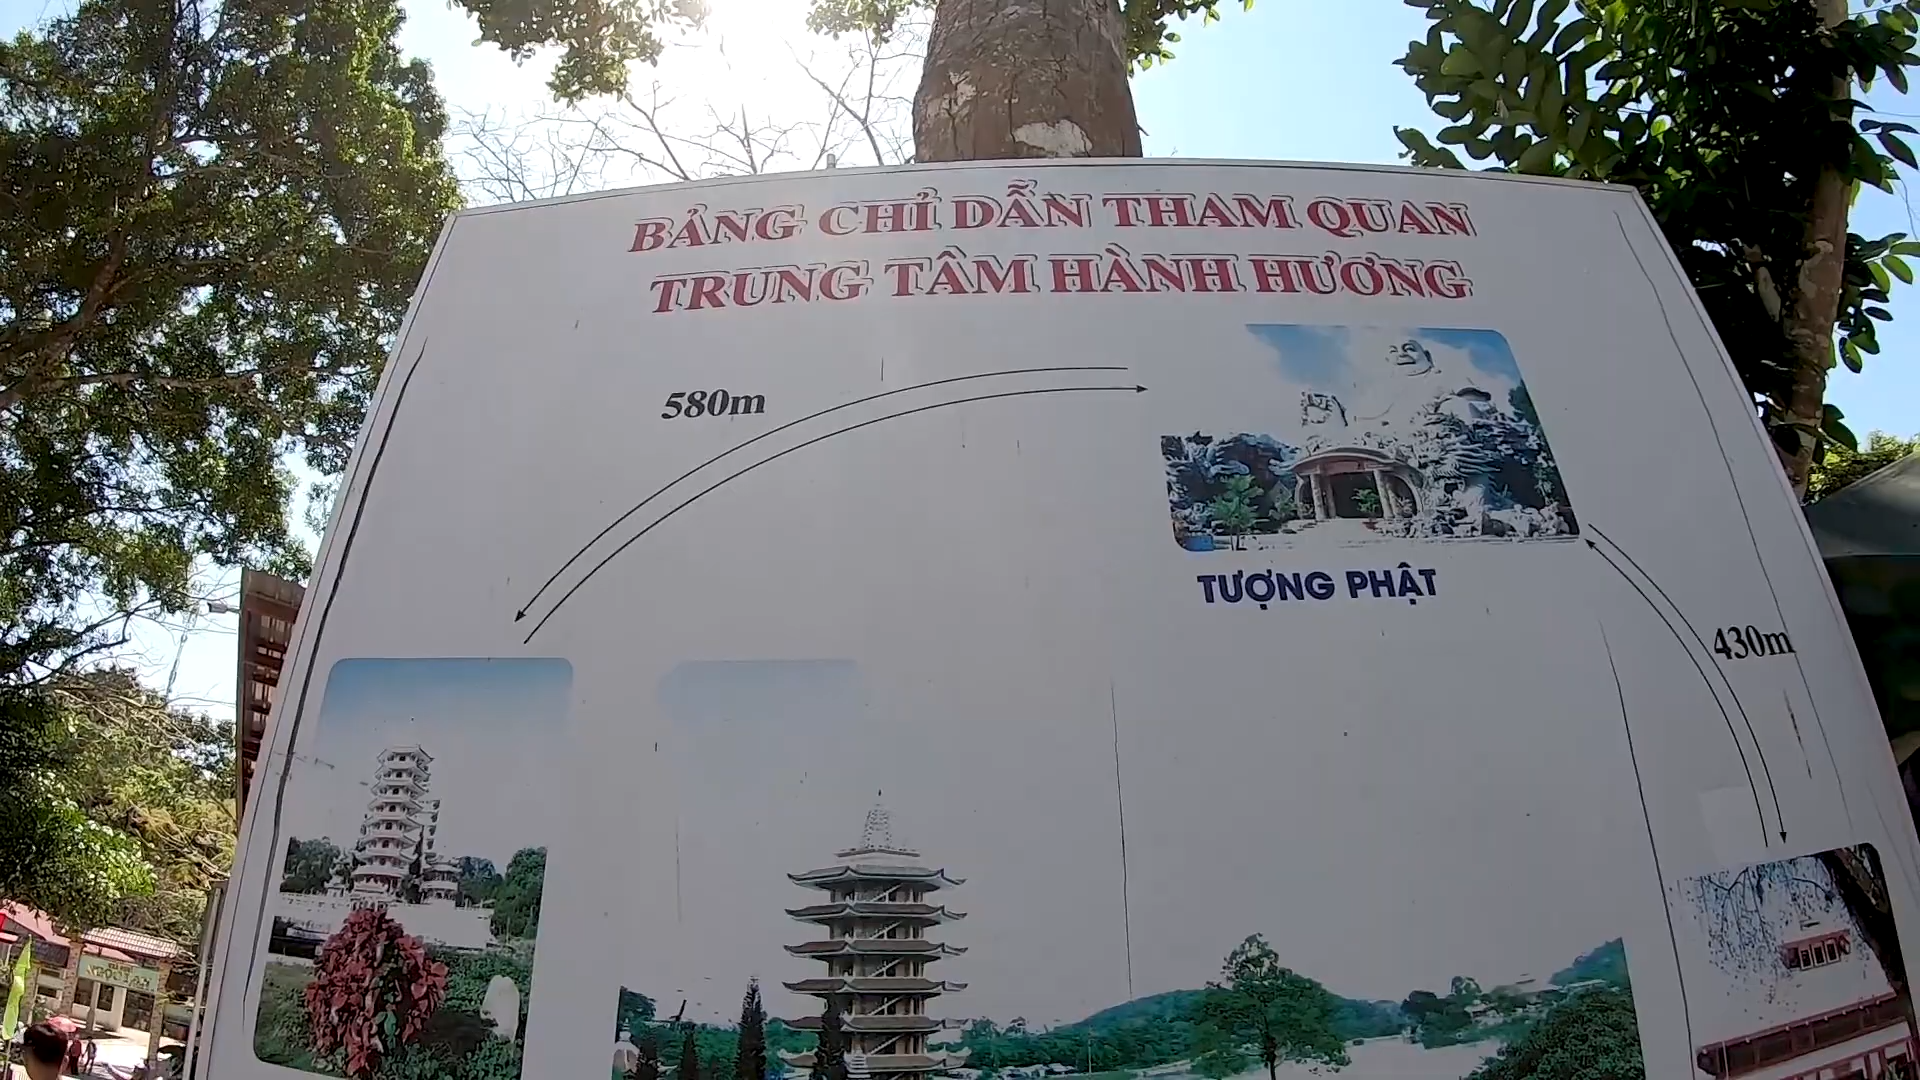 BẢNG CHỈ DẪN THAM QUAN
TRUNG TÂM HÀNH HƯƠNG
580m
TƯỢNG PHẬT
430m